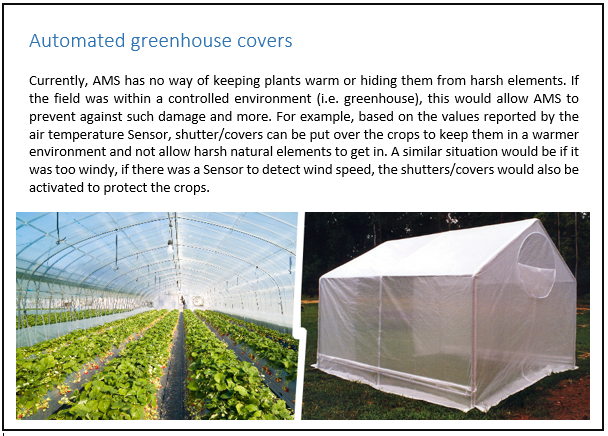 Automated greenhouse covers
Currently, AMS has no way of keeping plants warm or hiding them from harsh elements. If
the field was within a controlled environment (i.e. greenhouse), this would allow AMS to
prevent against such damage and more. For example, based on the values reported by the
air temperature Sensor, shutter/covers can be put over the crops to keep them in a warmer
environment and not allow harsh natural elements to get in. A similar situation would be if it
was too windy, if there was a Sensor to detect wind speed, the shutters/covers would also be
activated to protect the crops.